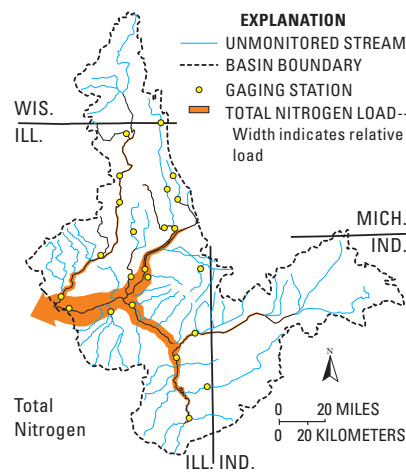 EXPLANATION
UNMONITORED STREAM
BASIN BOUNDARY
GAGING STATION
TOTAL NITROGEN LOAD--
Width indicates relative
load
WIS.
ILL.
MICH.
IND.
N
Total
Nitrogen
0 20 MILES
0 20 KILOMETERS
ILL. IND.